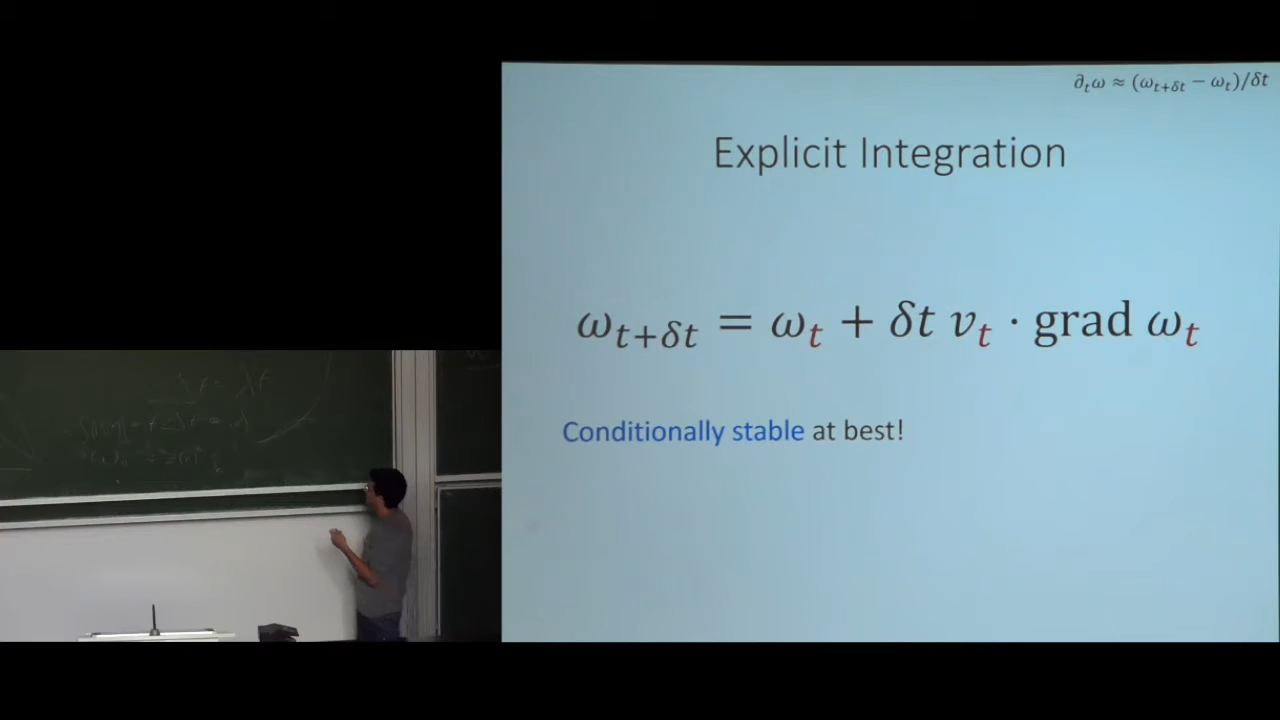 ∂ₜω ≈ (ωₜ₊δₜ − ωₜ)/δt
Explicit Integration
ωₜ₊δₜ = ωₜ + δt vₜ · grad ωₜ
Conditionally stable at best!